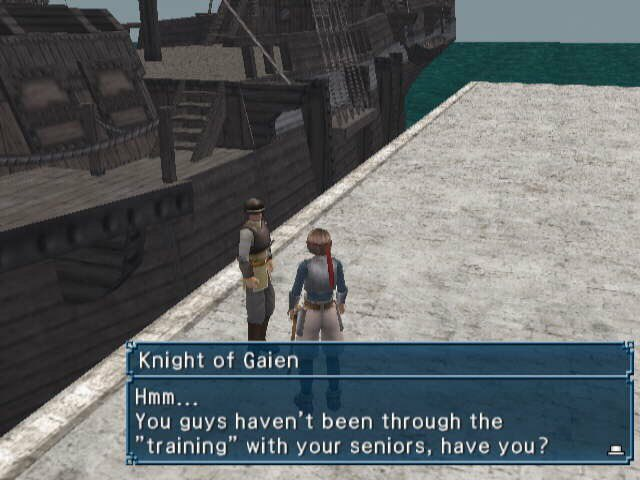 Knight of Gaien
Hmm...
You guys haven't been through the
"training" with your seniors, have you?